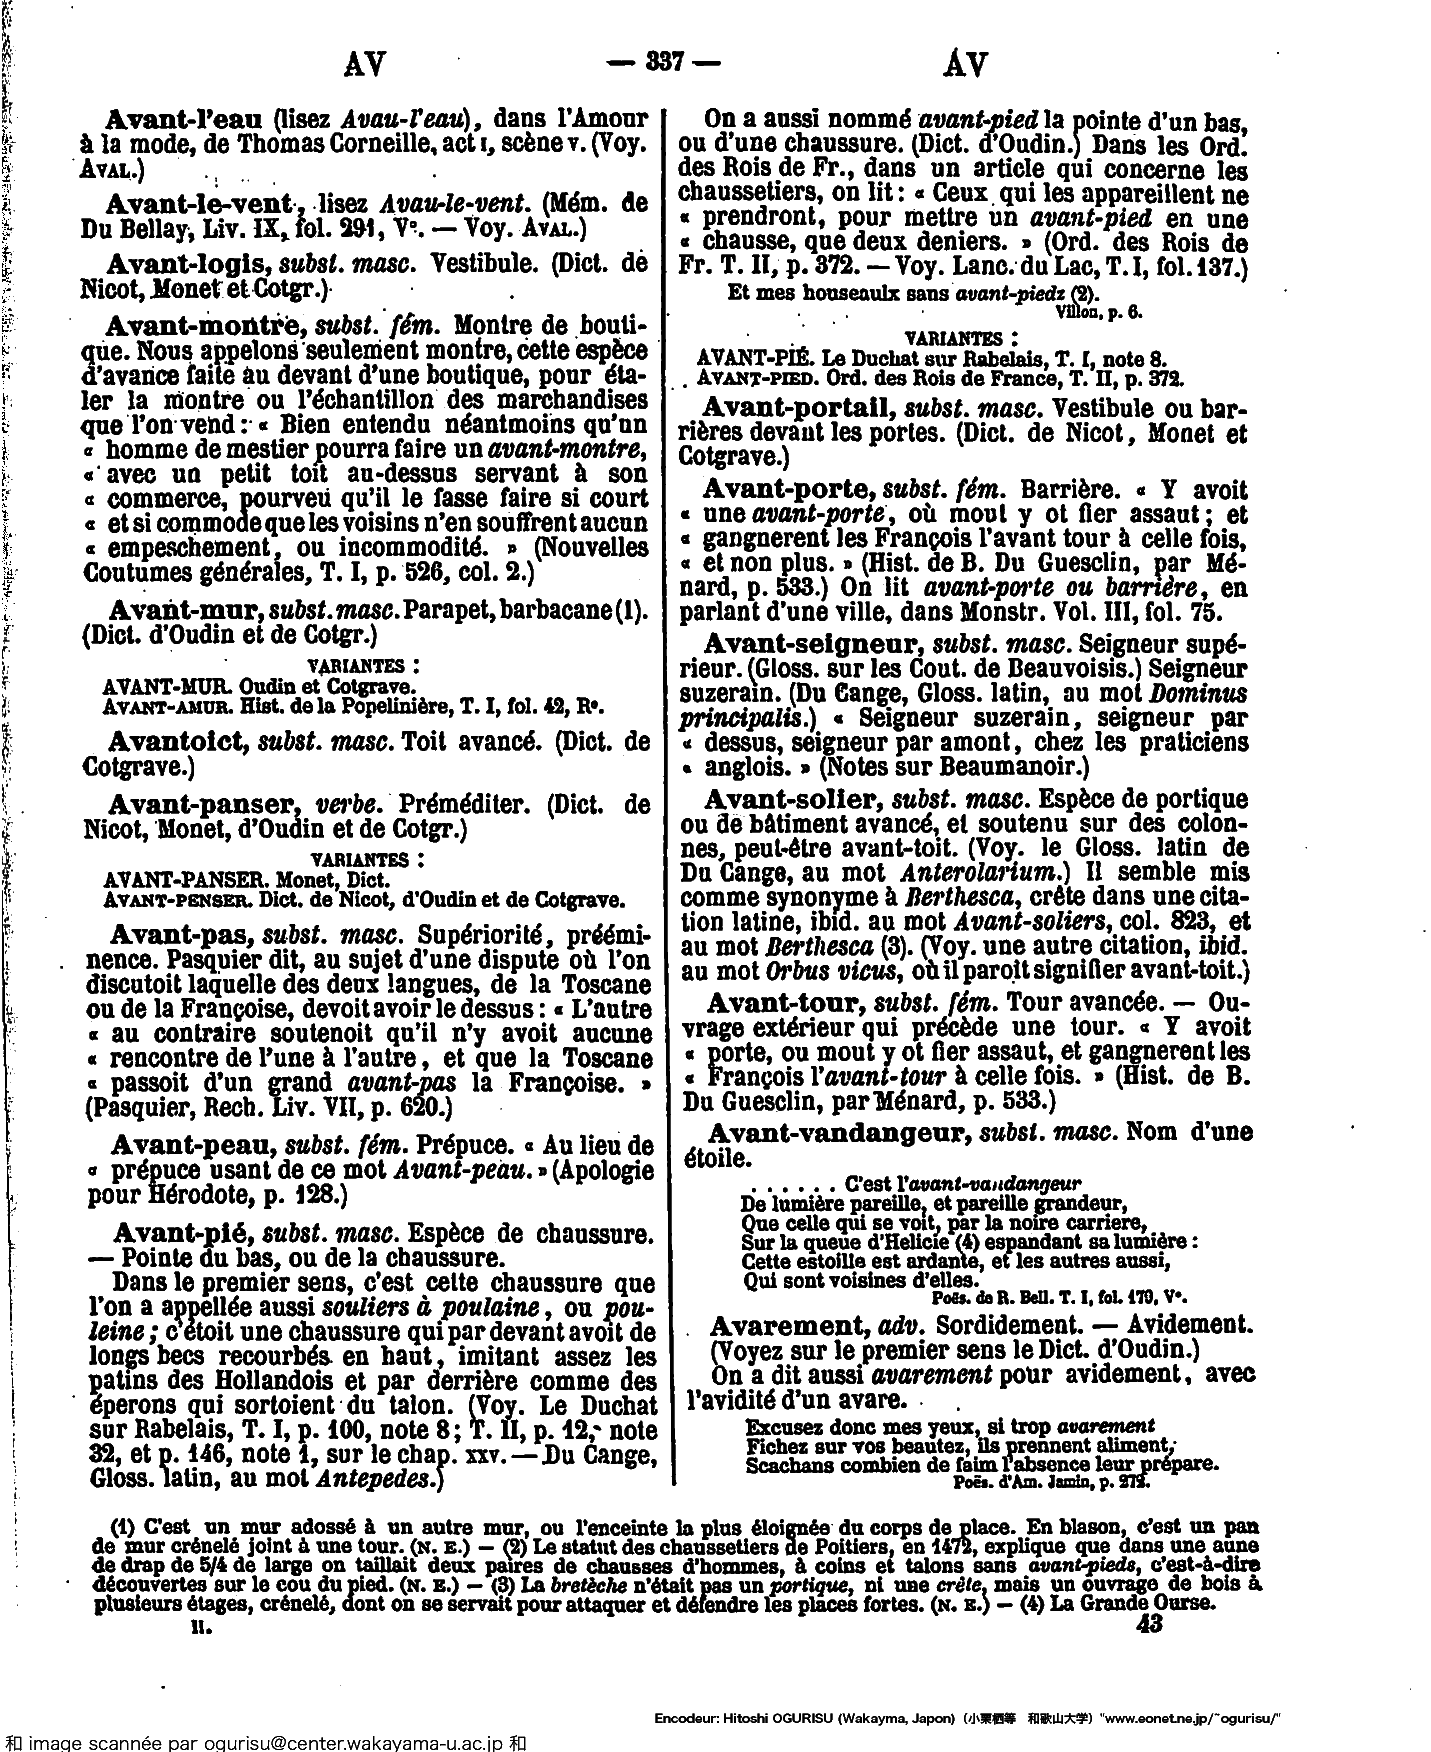 AV — 337 — AV
Avant-l'eau (lisez Avau-l'eau), dans l'Amour
à la mode, de Thomas Corneille, act I, scène V. (Voy.
AVAL.)
Avant-le-vent, lisez Avau-le-vent. (Mém. de
Du Bellay, Liv. IX, fol. 291, V°. — Voy. AVAL.)
Avant-logis, subst. masc. Vestibule. (Dict. de
Nicot, Monet et Cotgr.)
Avant-montre, subst. fém. Montre de bouti-
que. Nous appelons seulement montre, cette espèce
d'avance faite au devant d'une boutique, pour éta-
ler la montre ou l'échantillon des marchandises
que l'on vend : « Bien entendu néantmoins qu'un
« homme de mestier pourra faire un avant-montre,
« avec un petit toit au-dessus servant à son
« commerce, pourveu qu'il le fasse faire si court
« et si commode que les voisins n'en souffrent aucun
« empeschement, ou incommodité. » (Nouvelles
Coutumes générales, T. I, p. 526, col. 2.)
Avant-mur, subst. masc. Parapet, barbacane (1).
(Dict. d'Oudin et de Cotgr.)
VARIANTES :
AVANT-MUR. Oudin et Cotgrave.
AVANT-AMUR. Hist. de la Popelinière, T. I, fol. 42, R°.
Avantoict, subst. masc. Toit avancé. (Dict. de
Cotgrave.)
Avant-panser, verbe. Préméditer. (Dict. de
Nicot, Monet, d'Oudin et de Cotgr.)
VARIANTES :
AVANT-PANSER. Monet, Dict.
AVANT-PENSER. Dict. de Nicot, d'Oudin et de Cotgrave.
Avant-pas, subst. masc. Supériorité, préémi-
nence. Pasquier dit, au sujet d'une dispute où l'on
discutoit laquelle des deux langues, de la Toscane
ou de la Françoise, devoit avoir le dessus : « L'autre
« au contraire soutenoit qu'il n'y avoit aucune
« rencontre de l'une à l'autre, et que la Toscane
« passoit d'un grand avant-pas la Françoise. »
(Pasquier, Rech. Liv. VII, p. 620.)
Avant-peau, subst. fém. Prépuce. « Au lieu de
« prépuce usant de ce mot Avant-peau. » (Apologie
pour Hérodote, p. 128.)
Avant-pié, subst. masc. Espèce de chaussure.
— Pointe du bas, ou de la chaussure.
Dans le premier sens, c'est cette chaussure que
l'on a appellée aussi souliers à poulaine, ou pou-
leine ; c'étoit une chaussure qui par devant avoit de
longs becs recourbés en haut, imitant assez les
patins des Hollandois et par derrière comme des
éperons qui sortoient du talon. (Voy. Le Duchat
sur Rabelais, T. I, p. 100, note 8 ; T. II, p. 12, note
32, et p. 146, note 1, sur le chap. XXV. — Du Cange,
Gloss. latin, au mot Antepedes.)
On a aussi nommé avant-pied la pointe d'un bas,
ou d'une chaussure. (Dict. d'Oudin.) Dans les Ord.
des Rois de Fr., dans un article qui concerne les
chaussetiers, on lit : « Ceux qui les appareillent ne
« prendront, pour mettre un avant-pied en une
« chausse, que deux deniers. » (Ord. des Rois de
Fr. T. II, p. 372. — Voy. Lanc. du Lac, T. I, fol. 137.)
Et mes houseaulx sans avant-piedz (2).
Villon, p. 6.
VARIANTES :
AVANT-PIÉ. Le Duchat sur Rabelais, T. I, note 8.
AVANT-PIED. Ord. des Rois de France, T. II, p. 372.
Avant-portail, subst. masc. Vestibule ou bar-
rières devant les portes. (Dict. de Nicot, Monet et
Cotgrave.)
Avant-porte, subst. fém. Barrière. « Y avoit
« une avant-porte, où mout y ot fier assaut ; et
« gangnerent les François l'avant tour à celle fois,
« et non plus. » (Hist. de B. Du Guesclin, par Mé-
nard, p. 533.) On lit avant-porte ou barrière, en
parlant d'une ville, dans Monstr. Vol. III, fol. 75.
Avant-seigneur, subst. masc. Seigneur supé-
rieur. (Gloss. sur les Cout. de Beauvoisis.) Seigneur
suzerain. (Du Cange, Gloss. latin, au mot Dominus
principalis.) « Seigneur suzerain, seigneur par
« dessus, seigneur par amont, chez les praticiens
« anglois. » (Notes sur Beaumanoir.)
Avant-solier, subst. masc. Espèce de portique
ou de bâtiment avancé, et soutenu sur des colon-
nes, peut-être avant-toit. (Voy. le Gloss. latin de
Du Cange, au mot Anterolarium.) Il semble mis
comme synonyme à Berthesca, crête dans une cita-
tion latine, ibid. au mot Avant-soliers, col. 823, et
au mot Berthesca (3). (Voy. une autre citation, ibid.
au mot Orbus vicus, où il paroit signifier avant-toit.)
Avant-tour, subst. fém. Tour avancée. — Ou-
vrage extérieur qui précède une tour. « Y avoit
« porte, ou mout y ot fier assaut, et gangnerent les
« François l'avant-tour à celle fois. » (Hist. de B.
Du Guesclin, par Ménard, p. 533.)
Avant-vandangeur, subst. masc. Nom d'une
étoile.
. . . . . . C'est l'avant-vandangeur
De lumière pareille, et pareille grandeur,
Que celle qui se voit, par la noire carriere,
Sur la queue d'Helicie (4) espandant sa lumière :
Cette estoille est ardante, et les autres aussi,
Qui sont voisines d'elles.
Poës. de R. Bell. T. I, fol. 170, V°.
Avarement, adv. Sordidement. — Avidement.
(Voyez sur le premier sens le Dict. d'Oudin.)
On a dit aussi avarement pour avidement, avec
l'avidité d'un avare.
Excusez donc mes yeux, si trop avarement
Fichez sur vos beautez, ils prennent aliment,
Scachans combien de faim l'absence leur prépare.
Poës. d'Am. Jamin, p. 272.
(1) C'est un mur adossé à un autre mur, ou l'enceinte la plus éloignée du corps de place. En blason, c'est un pan
de mur crénelé joint à une tour. (N. E.) — (2) Le statut des chaussetiers de Poitiers, en 1472, explique que dans une aune
de drap de 5/4 de large on taillait deux paires de chausses d'hommes, à coins et talons sans avant-pieds, c'est-à-dire
découvertes sur le cou du pied. (N. E.) — (3) La bretèche n'était pas un portique, ni une crête, mais un ouvrage de bois à
plusieurs étages, crénelé, dont on se servait pour attaquer et défendre les places fortes. (N. E.) — (4) La Grande Ourse.
II. 43
Encodeur: Hitoshi OGURISU (Wakayma, Japon) (小栗栖等 和歌山大学) "www.eonet.ne.jp/~ogurisu/"
和 image scannée par ogurisu@center.wakayama-u.ac.jp 和